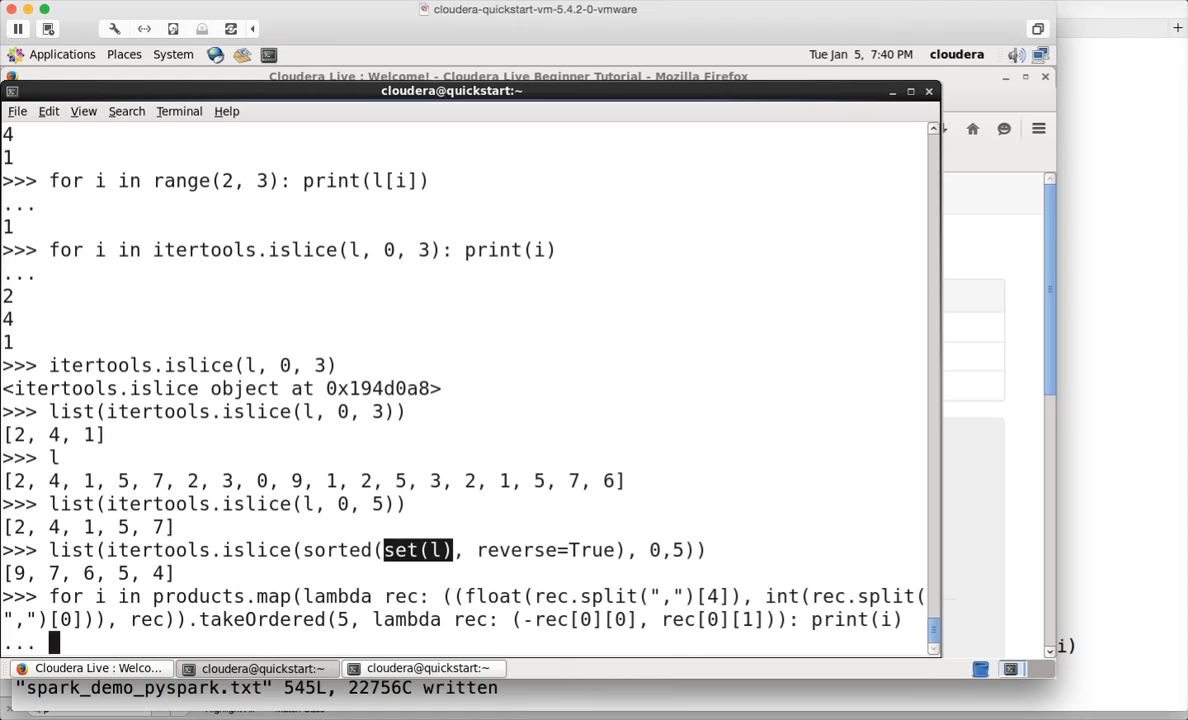 cloudera-quickstart-vm-5.4.2-0-vmware
Applications Places System Tue Jan 5, 7:40 PM cloudera
Cloudera Live : Welcome! - Cloudera Live Beginner Tutorial - Mozilla Firefox
cloudera@quickstart:~
File Edit View Search Terminal Help
4
1
>>> for i in range(2, 3): print(l[i])
...
1
>>> for i in itertools.islice(l, 0, 3): print(i)
...
2
4
1
>>> itertools.islice(l, 0, 3)
<itertools.islice object at 0x194d0a8>
>>> list(itertools.islice(l, 0, 3))
[2, 4, 1]
>>> l
[2, 4, 1, 5, 7, 2, 3, 0, 9, 1, 2, 5, 3, 2, 1, 5, 7, 6]
>>> list(itertools.islice(l, 0, 5))
[2, 4, 1, 5, 7]
>>> list(itertools.islice(sorted(set(l), reverse=True), 0,5))
[9, 7, 6, 5, 4]
>>> for i in products.map(lambda rec: ((float(rec.split(",")[4]), int(rec.split(
",")[0])), rec)).takeOrdered(5, lambda rec: (-rec[0][0], rec[0][1])): print(i)
...
i)
Cloudera Live : Welco... cloudera@quickstart:~ cloudera@quickstart:~
"spark_demo_pyspark.txt" 545L, 22756C written